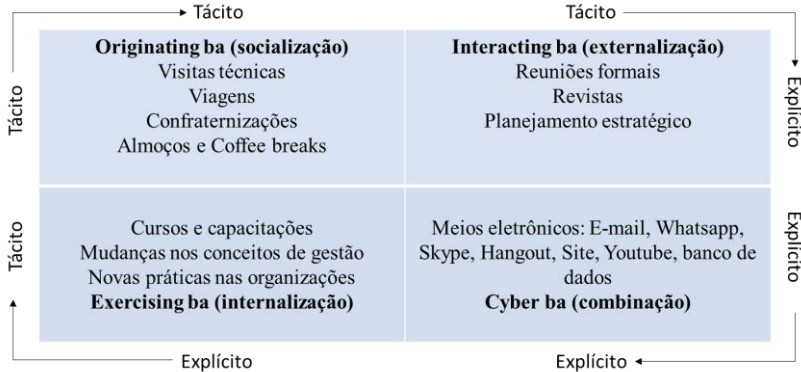 Tácito
Tácito
Tácito
Originating ba (socialização)
Visitas técnicas
Viagens
Confraternizações
Almoços e Coffee breaks
Interacting ba (externalização)
Reuniões formais
Revistas
Planejamento estratégico
Explícito
Tácito
Cursos e capacitações
Mudanças nos conceitos de gestão
Novas práticas nas organizações
Exercising ba (internalização)
Meios eletrônicos: E-mail, Whatsapp,
Skype, Hangout, Site, Youtube, banco de
dados
Cyber ba (combinação)
Explícito
Explícito
Explícito